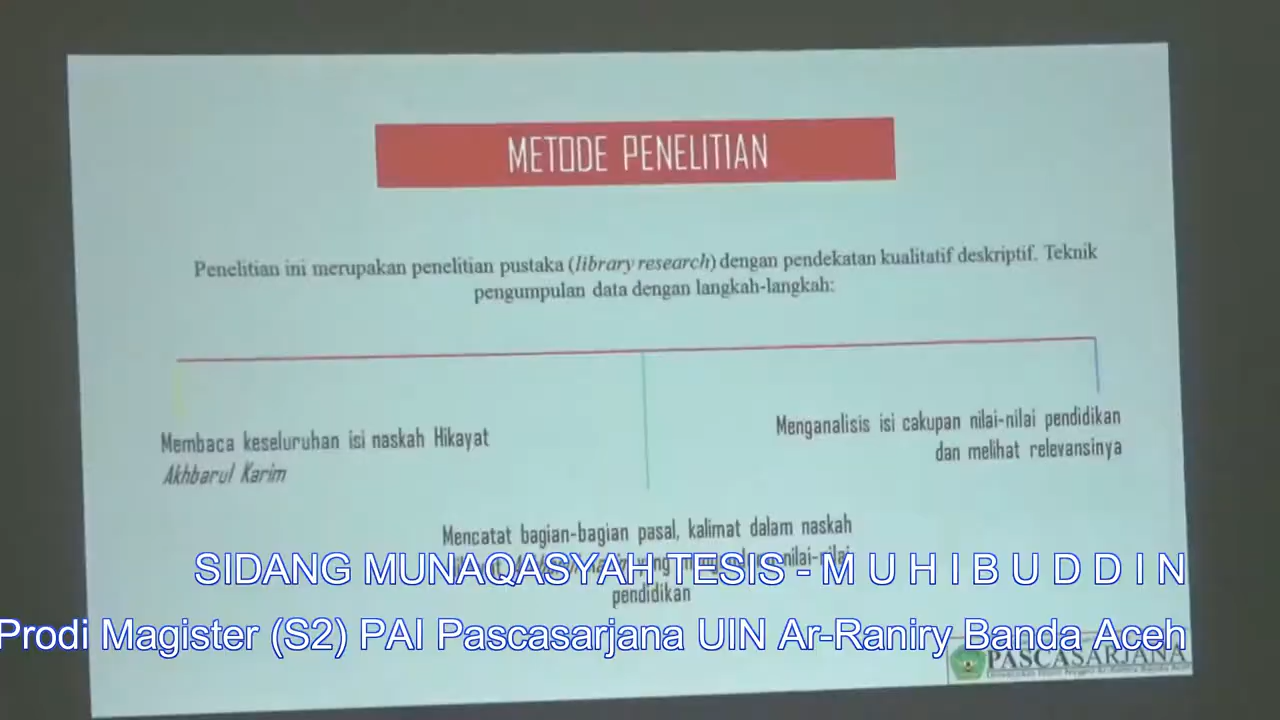 METODE PENELITIAN
Penelitian ini merupakan penelitian pustaka (library research) dengan pendekatan kualitatif deskriptif. Teknik
pengumpulan data dengan langkah-langkah:
Membaca keseluruhan isi naskah Hikayat
Akhbarul Karim
Menganalisis isi cakupan nilai-nilai pendidikan
dan melihat relevansinya
Mencatat bagian-bagian pasal, kalimat dalam naskah
nilai-nilai
pendidikan
SIDANG MUNAQASYAH TESIS - M U H I B U D D I N
Prodi Magister (S2) PAI Pascasarjana UIN Ar-Raniry Banda Aceh
PASCASARJANA